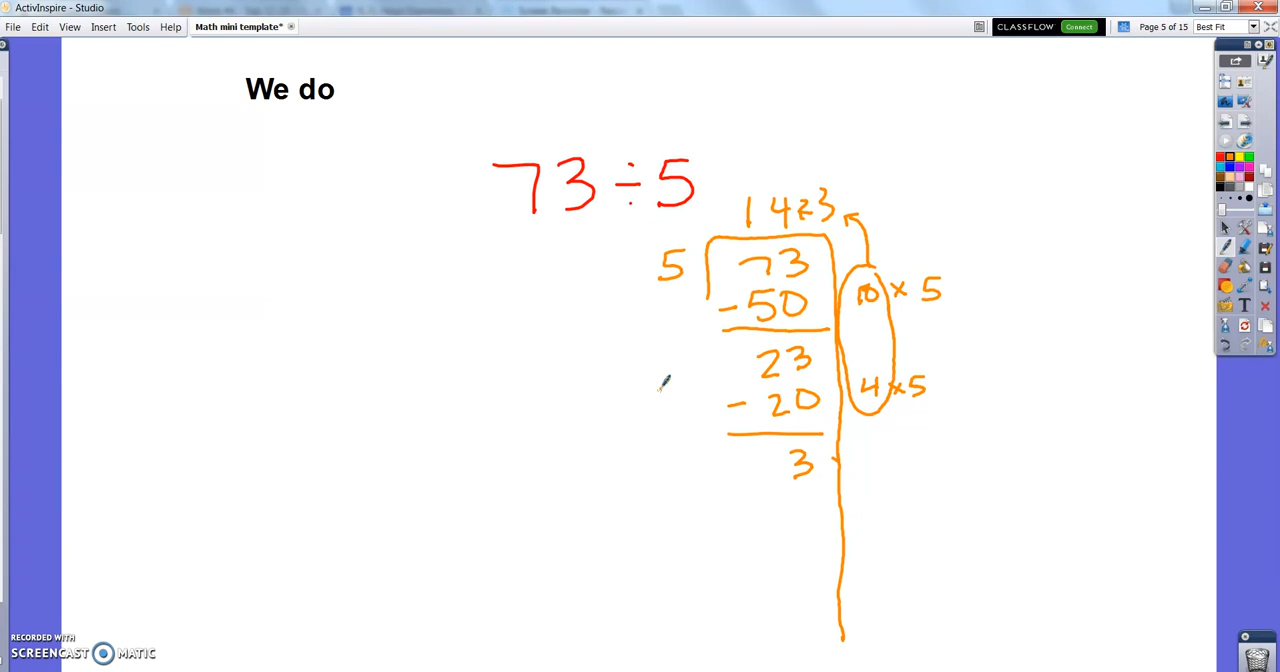 ActivInspire - Studio
File Edit View Insert Tools Help Math mini template* CLASSFLOW Connect Page 5 of 15 Best Fit
We do
73 ÷ 5
14 r 3
5 73
- 50 10 × 5
23
- 20 4 × 5
3
RECORDED WITH
SCREENCAST MATIC